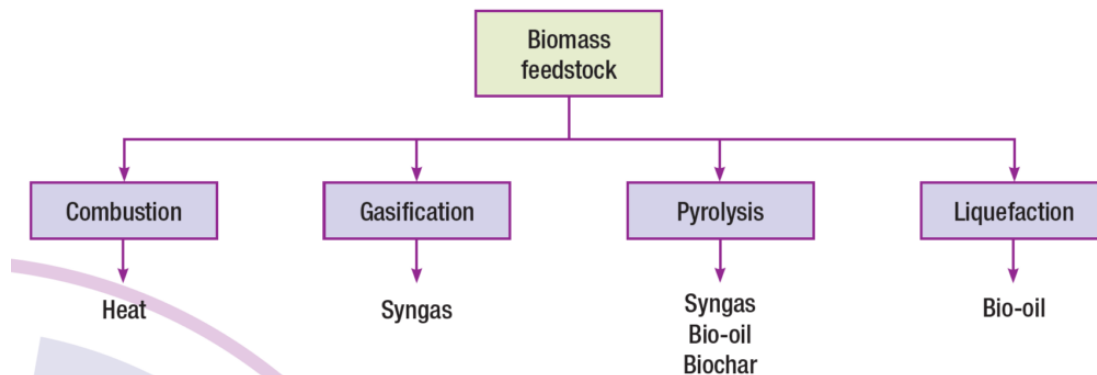 Biomass
feedstock
Combustion
Gasification
Pyrolysis
Liquefaction
Heat
Syngas
Syngas
Bio-oil
Biochar
Bio-oil